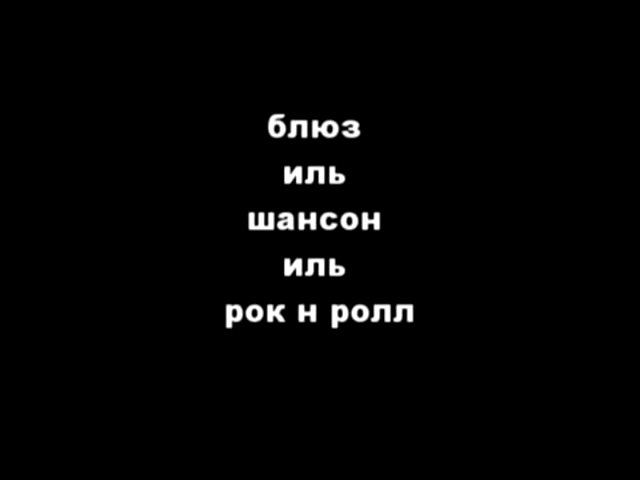 блюз
иль
шансон
иль
рок н ролл